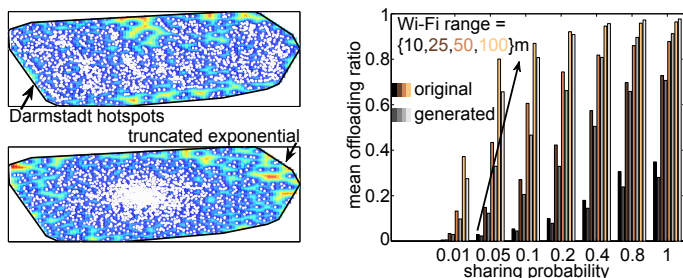 Darmstadt hotspots
truncated exponential
mean offloading ratio
1
0.8
0.6
0.4
0.2
0
Wi-Fi range =
{10,25,50,100}m
original
generated
0.01 0.05 0.1 0.2 0.4 0.8 1
sharing probability